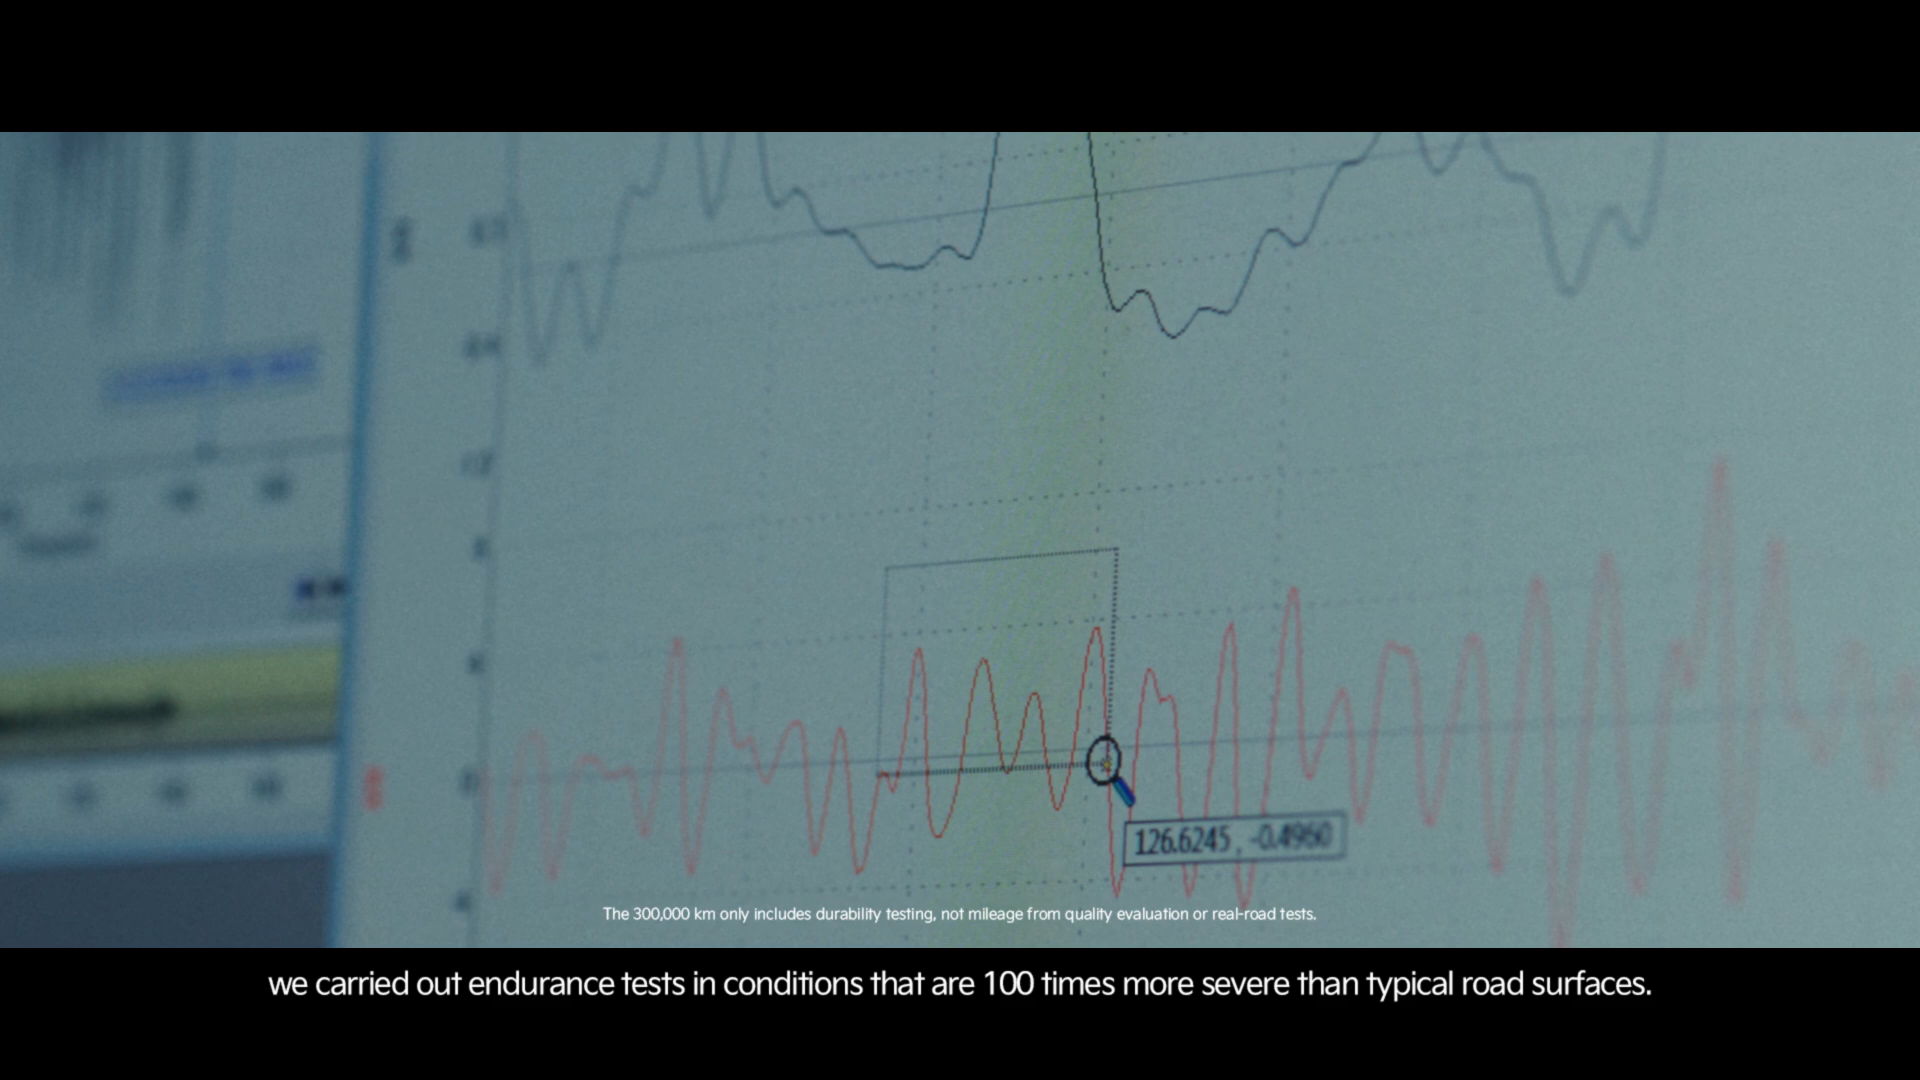 126.6245 , -0.4960
The 300,000 km only includes durability testing, not mileage from quality evaluation or real-road tests.
we carried out endurance tests in conditions that are 100 times more severe than typical road surfaces.